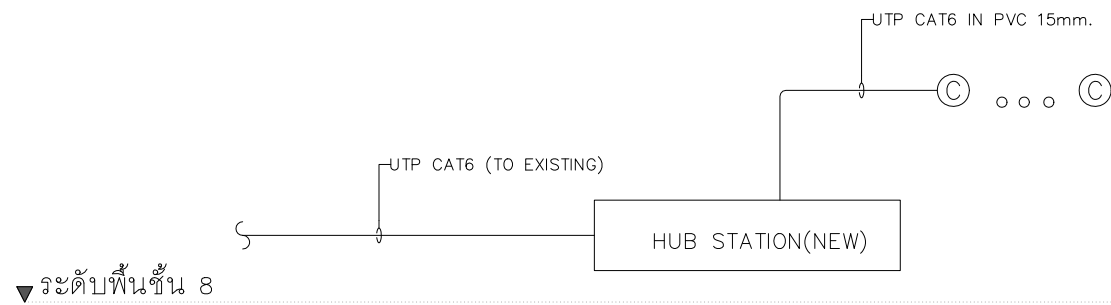 UTP CAT6 IN PVC 15mm.
C C
UTP CAT6 (TO EXISTING)
HUB STATION(NEW)
ระดับพื้นชั้น 8